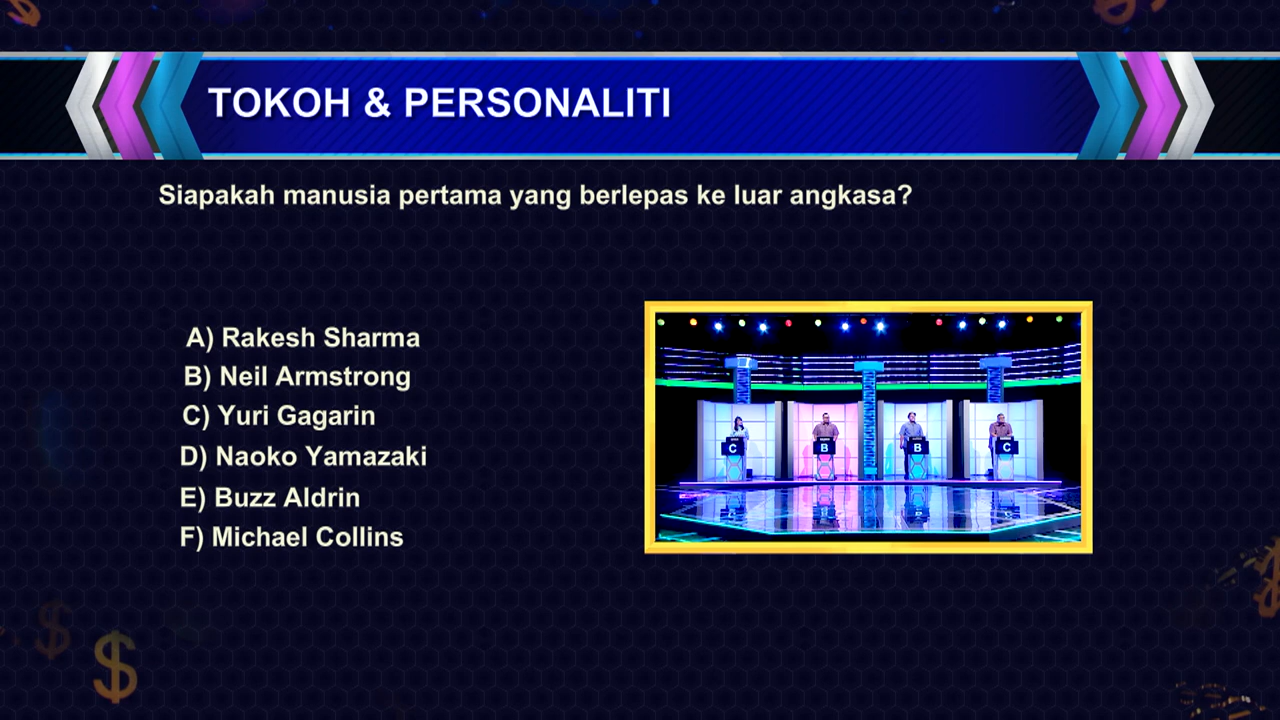 TOKOH & PERSONALITI
Siapakah manusia pertama yang berlepas ke luar angkasa?
A) Rakesh Sharma
B) Neil Armstrong
C) Yuri Gagarin
D) Naoko Yamazaki
E) Buzz Aldrin
F) Michael Collins
C
B
B
C